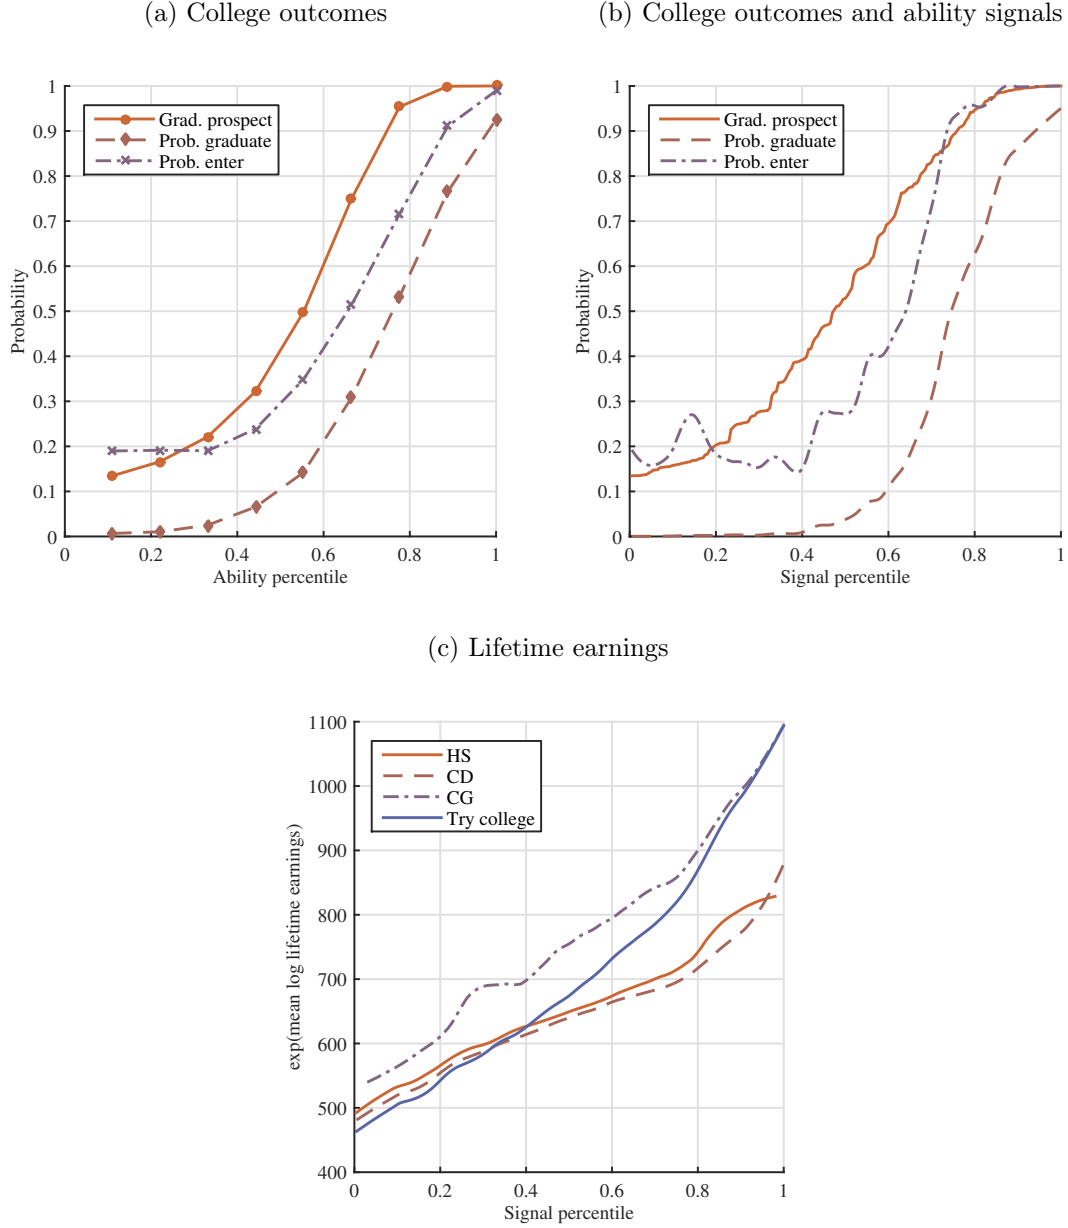 (a) College outcomes
1
0.9
0.8
0.7
0.6
0.5
0.4
0.3
0.2
0.1
0
Probability
Grad. prospect
Prob. graduate
Prob. enter
0 0.2 0.4 0.6 0.8 1
Ability percentile
(b) College outcomes and ability signals
1
0.9
0.8
0.7
0.6
0.5
0.4
0.3
0.2
0.1
0
Probability
Grad. prospect
Prob. graduate
Prob. enter
0 0.2 0.4 0.6 0.8 1
Signal percentile
(c) Lifetime earnings
1100
1000
900
800
700
600
500
400
exp(mean log lifetime earnings)
HS
CD
CG
Try college
0 0.2 0.4 0.6 0.8 1
Signal percentile